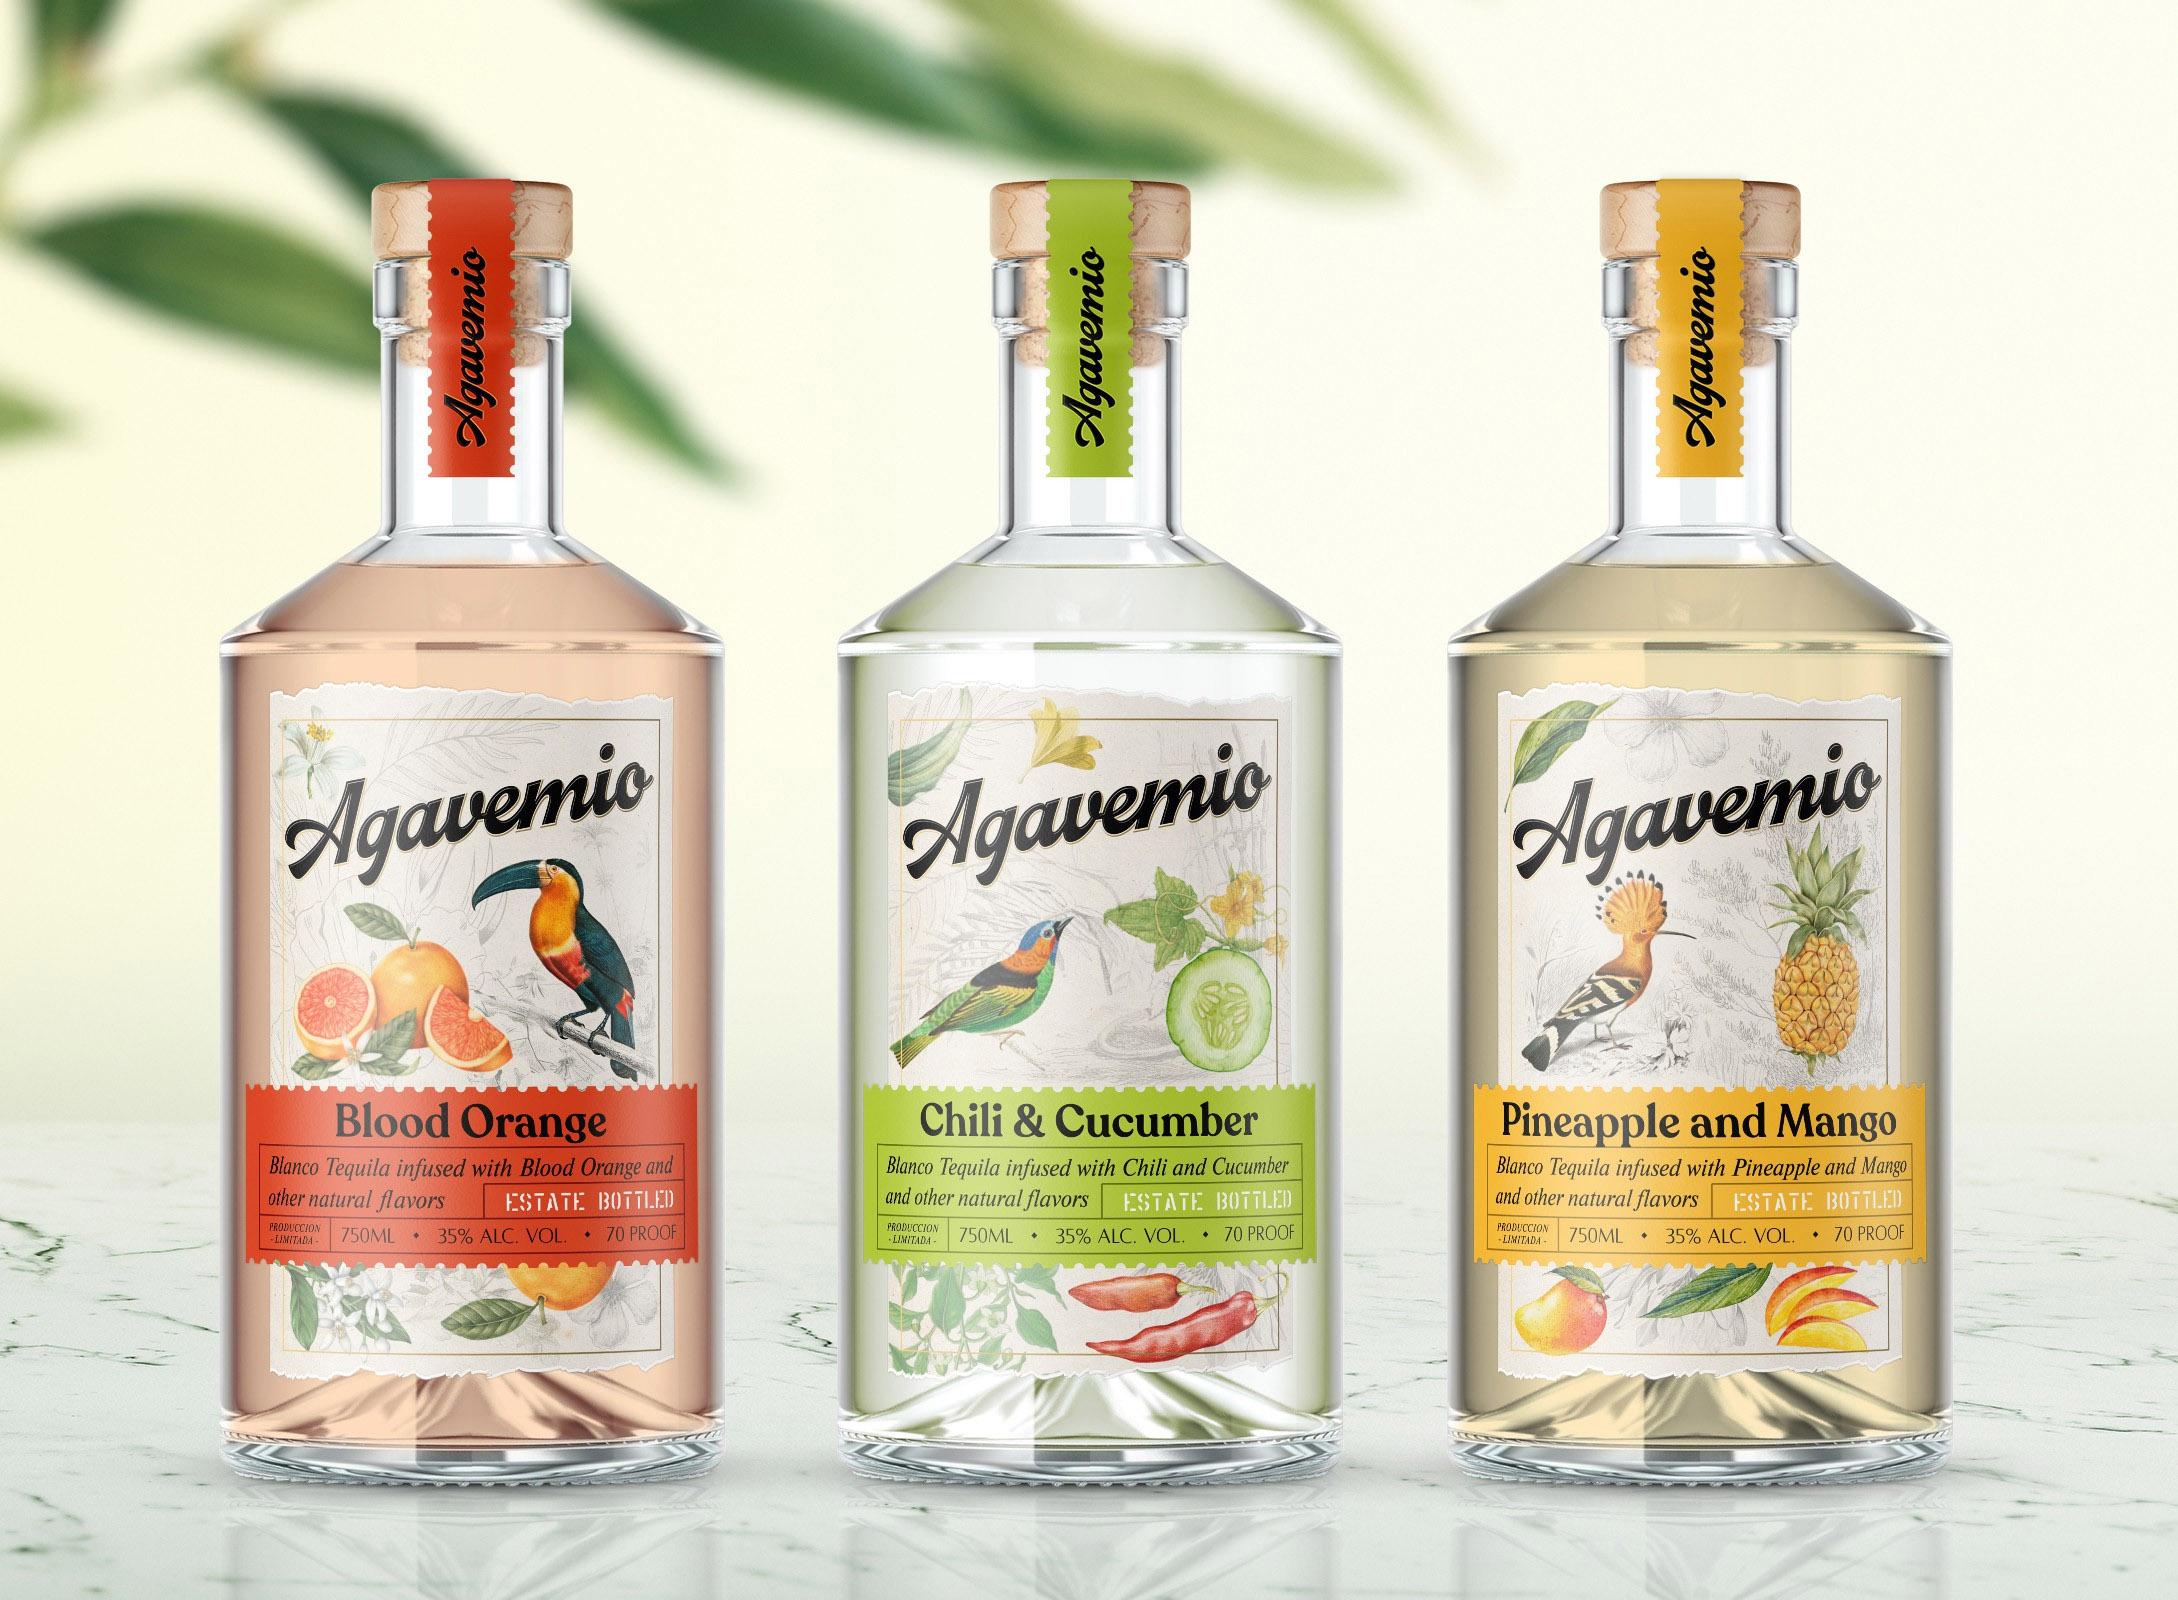 Agavemio
Agavemio
Blood Orange
Blanco Tequila infused with Blood Orange and
other natural flavors
ESTATE BOTTLED
PRODUCCION
-LIMITADA-
750ML • 35% ALC. VOL. • 70 PROOF
Agavemio
Agavemio
Chili & Cucumber
Blanco Tequila infused with Chili and Cucumber
and other natural flavors
ESTATE BOTTLED
PRODUCCION
-LIMITADA-
750ML • 35% ALC. VOL. • 70 PROOF
Agavemio
Agavemio
Pineapple and Mango
Blanco Tequila infused with Pineapple and Mango
and other natural flavors
ESTATE BOTTLED
PRODUCCION
-LIMITADA-
750ML • 35% ALC. VOL. • 70 PROOF